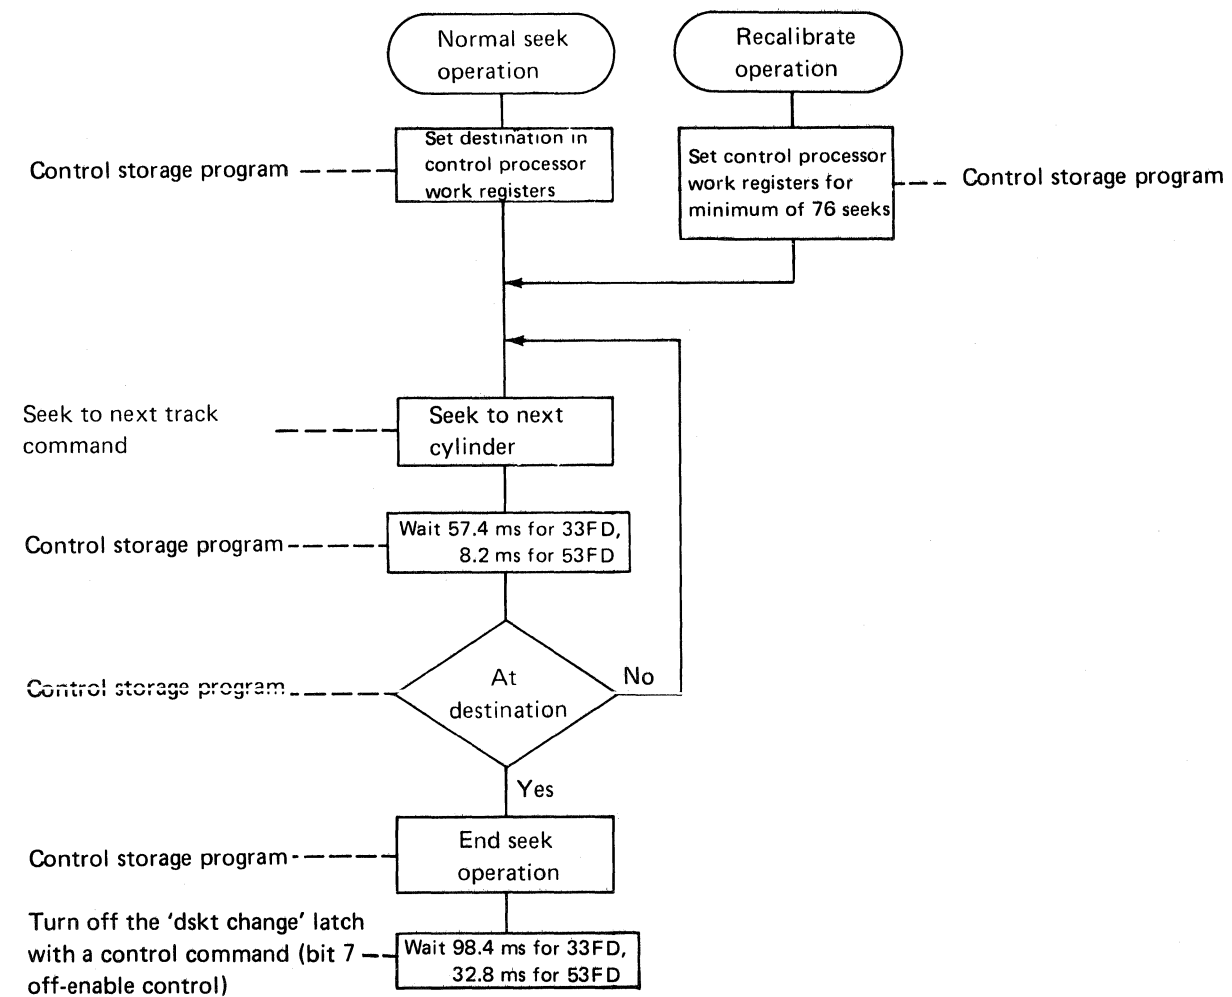 Normal seek
operation
Recalibrate
operation
Control storage program
Set destination in
control processor
work registers
Set control processor
work registers for
minimum of 76 seeks
Control storage program
Seek to next track
command
Seek to next
cylinder
Control storage program
Wait 57.4 ms for 33FD,
8.2 ms for 53FD
Control storage program
At
destination
No
Yes
Control storage program
End seek
operation
Turn off the 'dskt change' latch
with a control command (bit 7
off-enable control)
Wait 98.4 ms for 33FD,
32.8 ms for 53FD